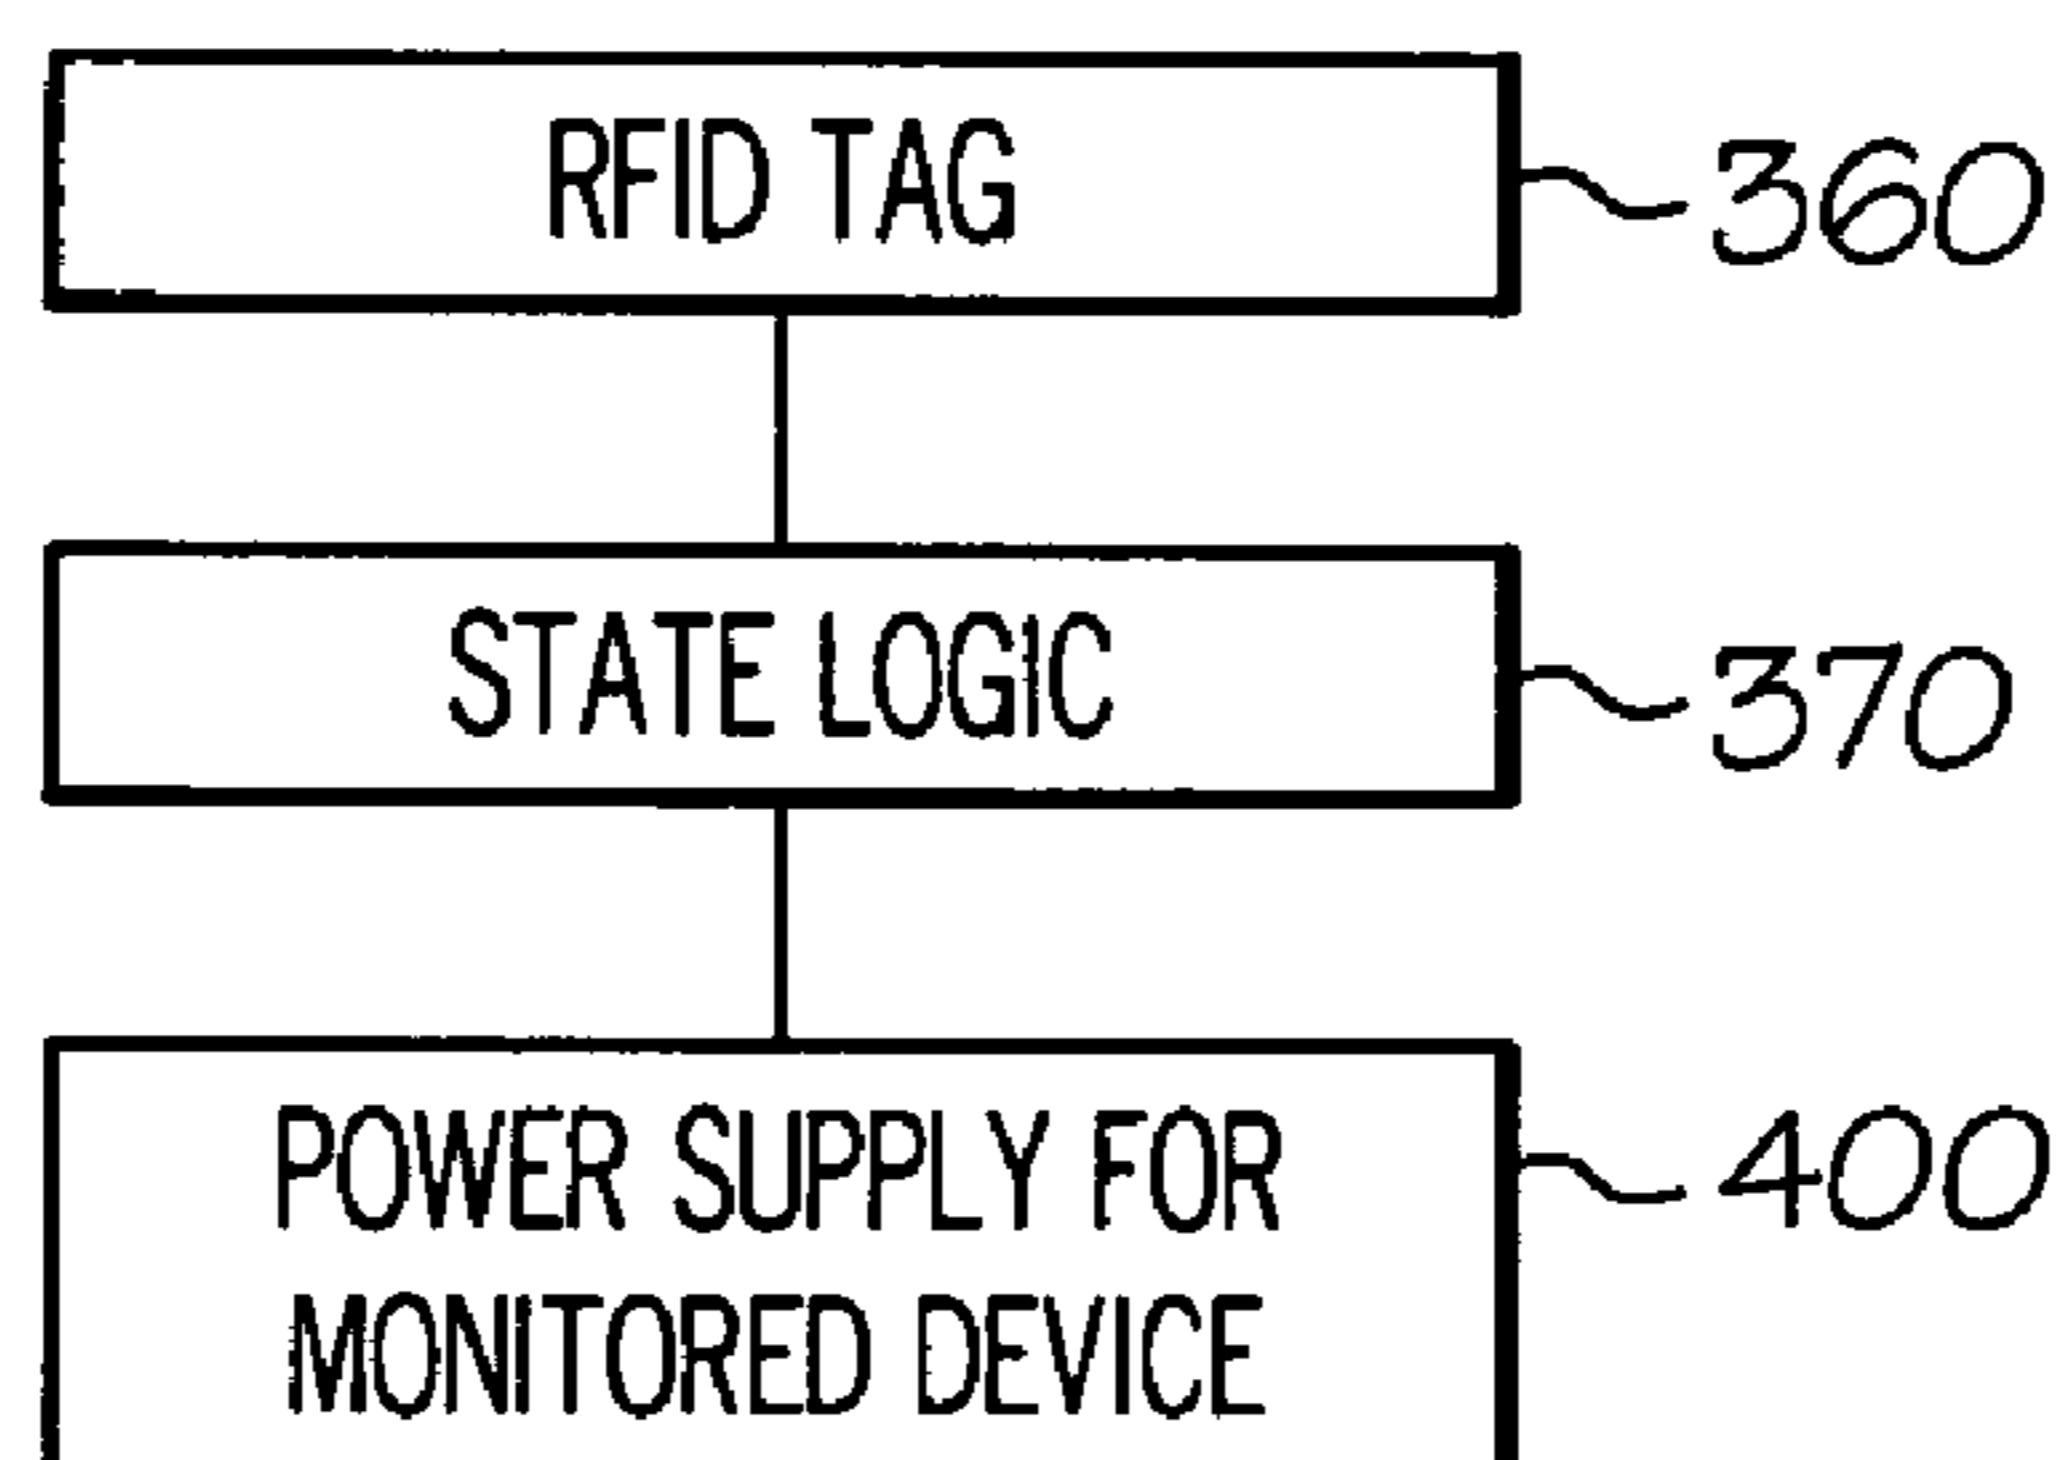 RFID TAG
360
STATE LOGIC
370
POWER SUPPLY FOR
MONITORED DEVICE
400